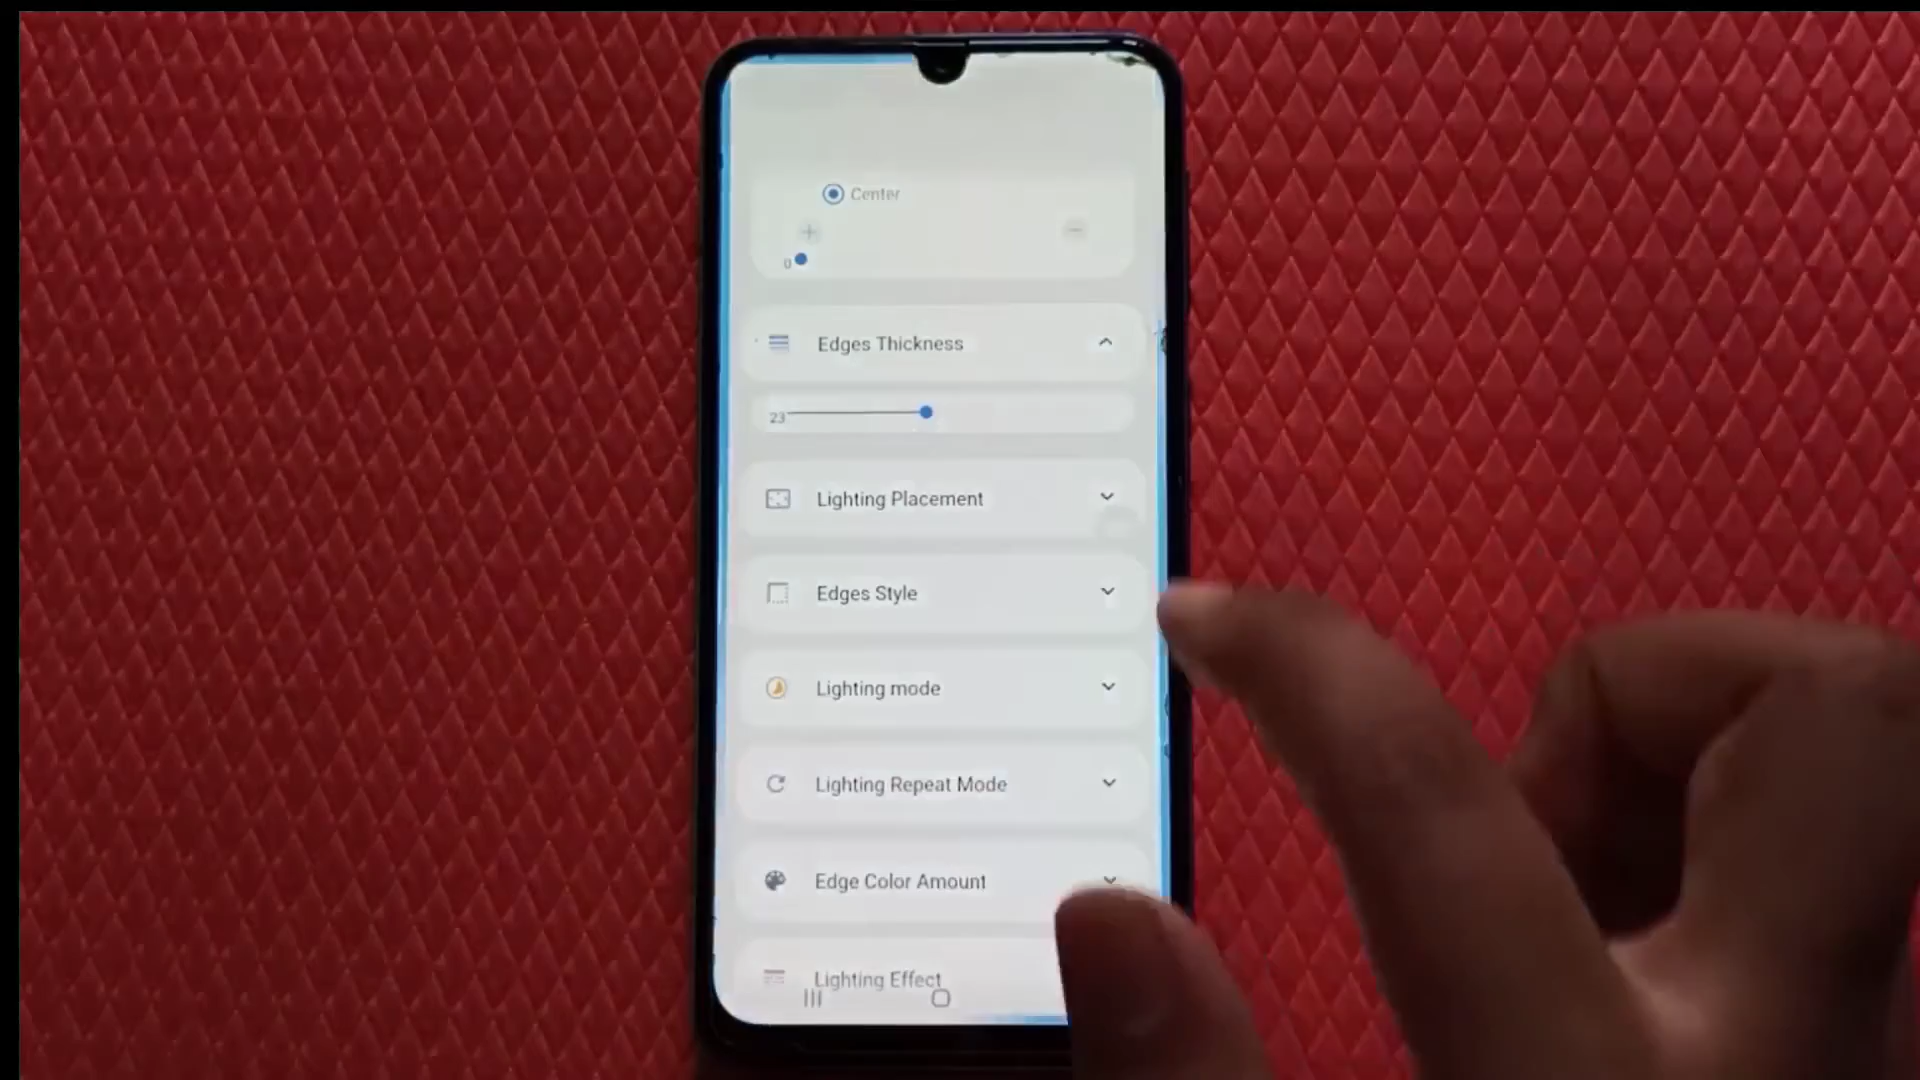 Center
0
Edges Thickness
23
Lighting Placement
Edges Style
Lighting mode
Lighting Repeat Mode
Edge Color Amount
Lighting Effect